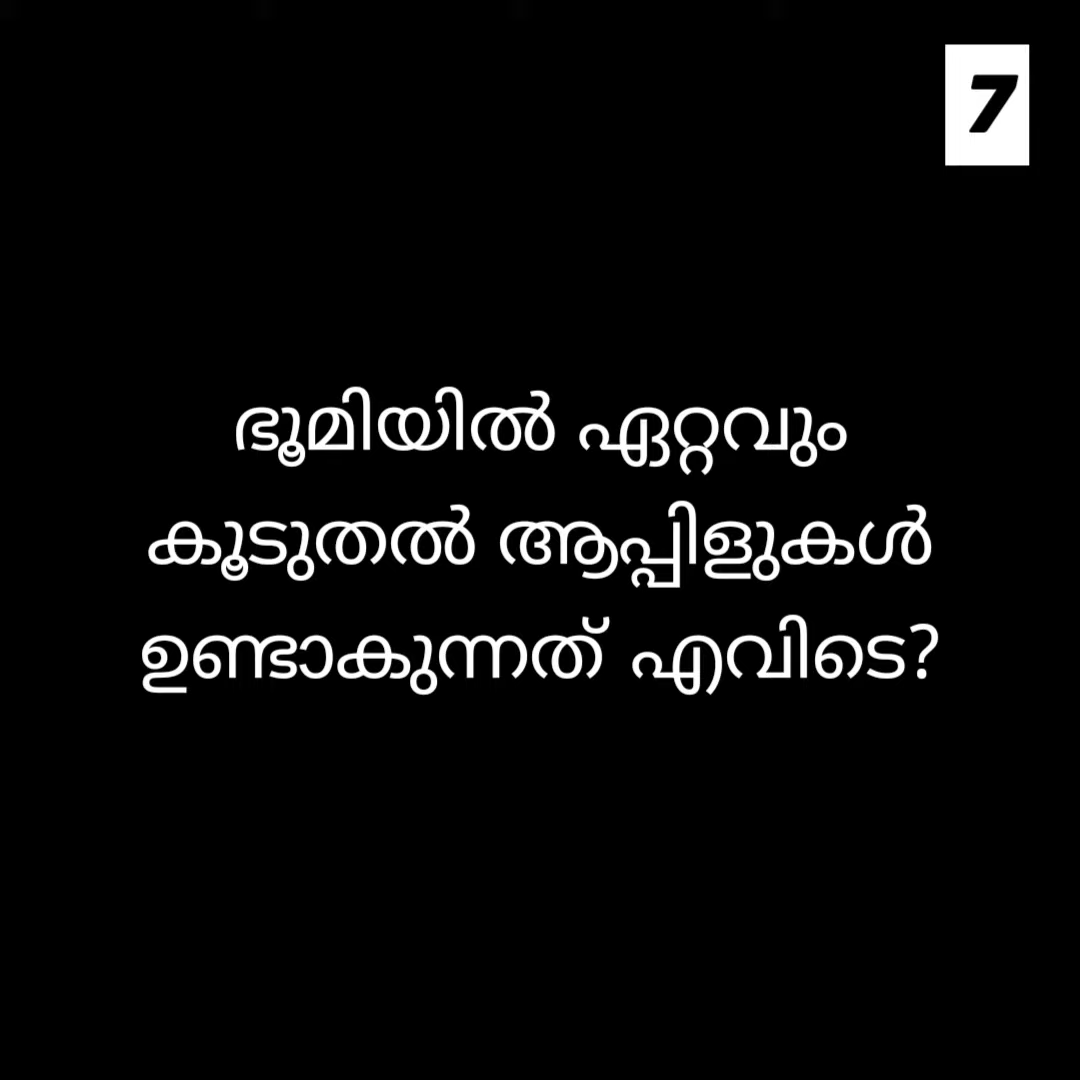 7
ഭൂമിയിൽ ഏറ്റവും
കൂടുതൽ ആപ്പിളുകൾ
ഉണ്ടാകുന്നത് എവിടെ?